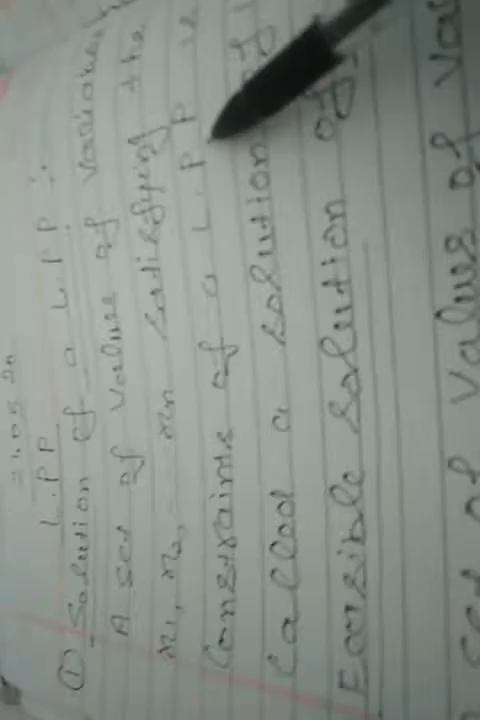 L.P.P
① Solution of a L.P.P :-
A set of values of variables
x1, x2, - xn satisfying the
Constraints of a L.P.P is
Called a solution of
Feasible solution of
set of values of